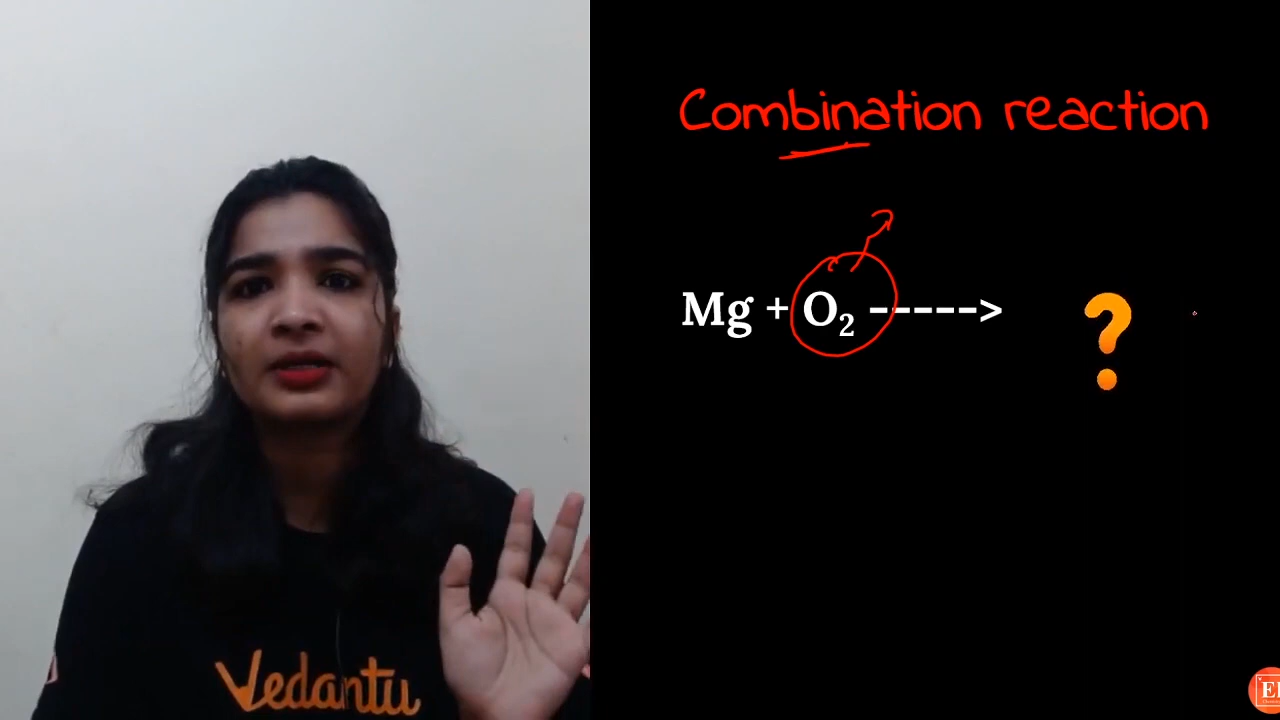 Combination reaction
Mg + O₂ ----->
?
Vedantu